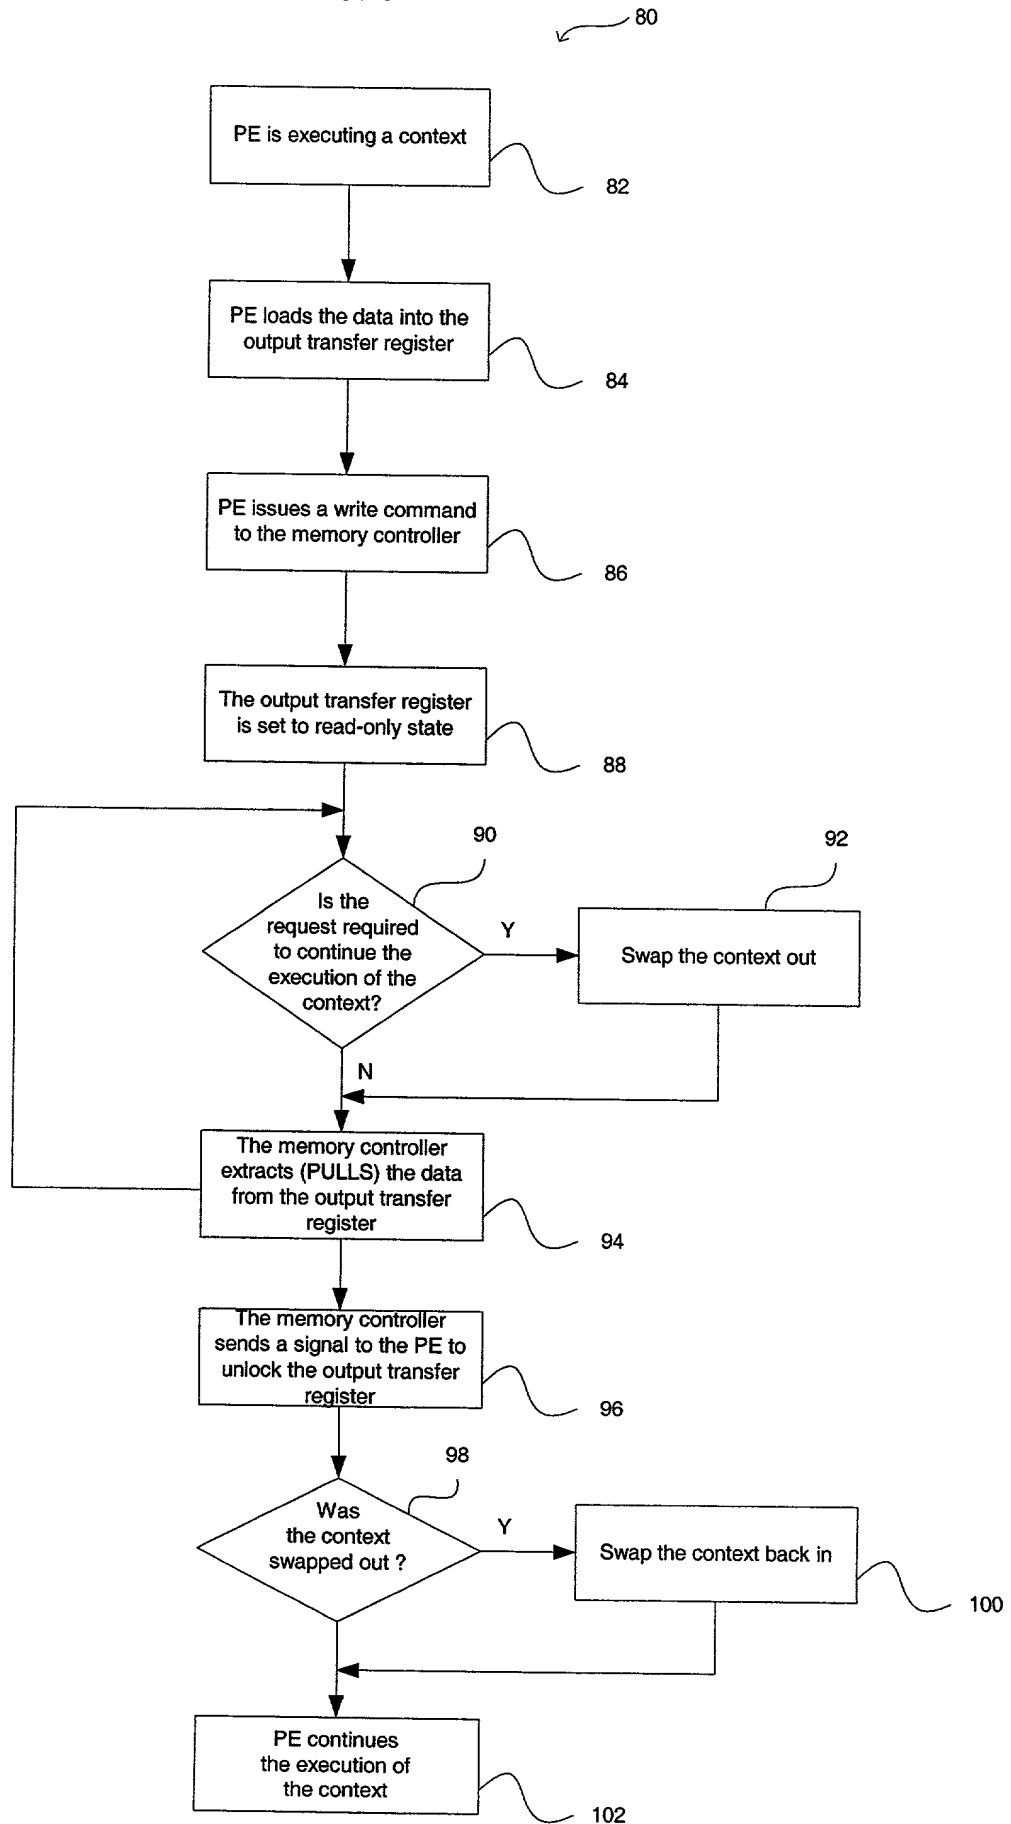 80
PE is executing a context
82
PE loads the data into the
output transfer register
84
PE issues a write command
to the memory controller
86
The output transfer register
is set to read-only state
88
90
92
Is the
request required
to continue the
execution of the
context?
Y
Swap the context out
N
The memory controller
extracts (PULLS) the data
from the output transfer
register
94
The memory controller
sends a signal to the PE to
unlock the output transfer
register
96
98
Was
the context
swapped out ?
Y
Swap the context back in
100
PE continues
the execution of
the context
102